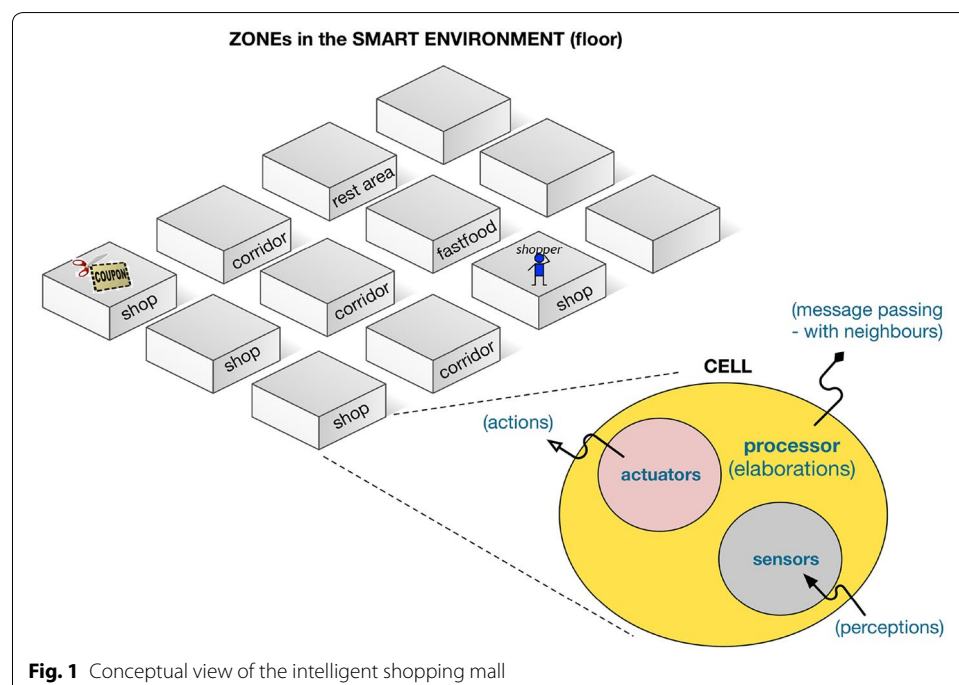 ZONEs in the SMART ENVIRONMENT (floor)
rest area
corridor
fastfood
shopper
COUPON
shop
corridor
shop
shop
corridor
shop
(message passing
- with neighbours)
CELL
(actions)
processor
(elaborations)
actuators
sensors
(perceptions)
Fig. 1 Conceptual view of the intelligent shopping mall